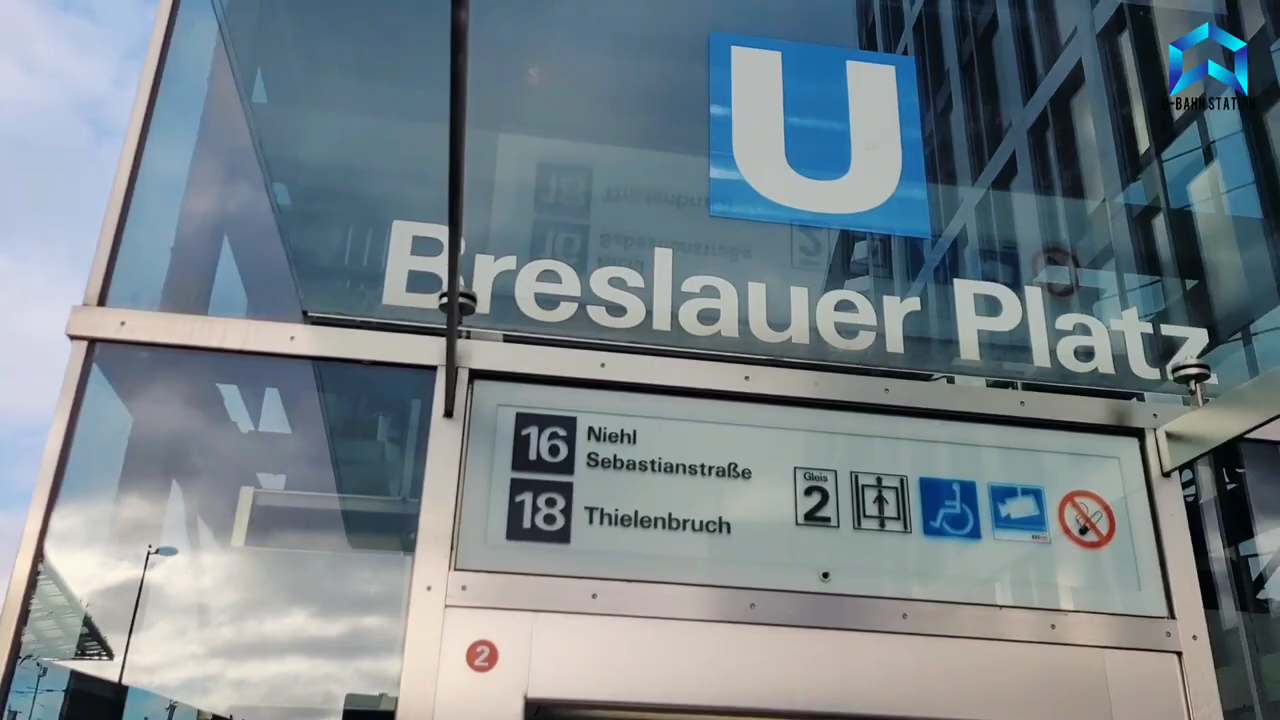 U
Breslauer Platz
16 Niehl
Sebastianstraße
18 Thielenbruch
Gleis
2
2